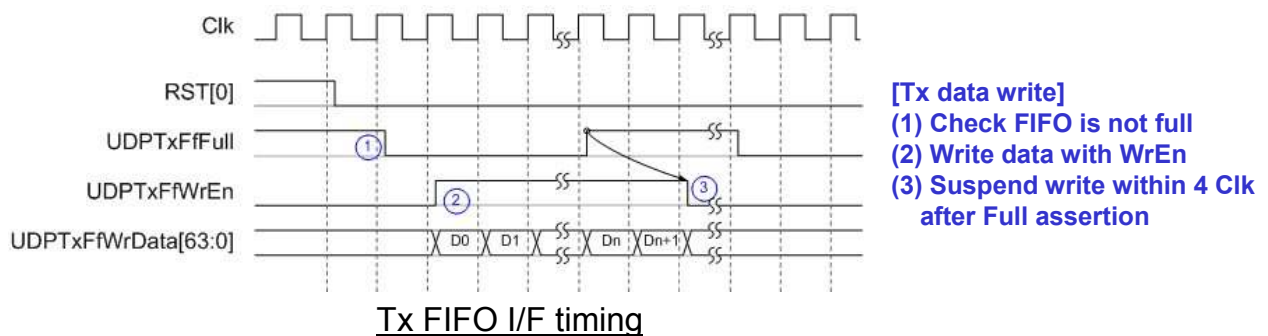 Clk
RST[0]
UDPTxFfFull
UDPTxFfWrEn
UDPTxFfWrData[63:0]
1
2
3
D0 D1 Dn Dn+1
[Tx data write]
(1) Check FIFO is not full
(2) Write data with WrEn
(3) Suspend write within 4 Clk
after Full assertion
Tx FIFO I/F timing